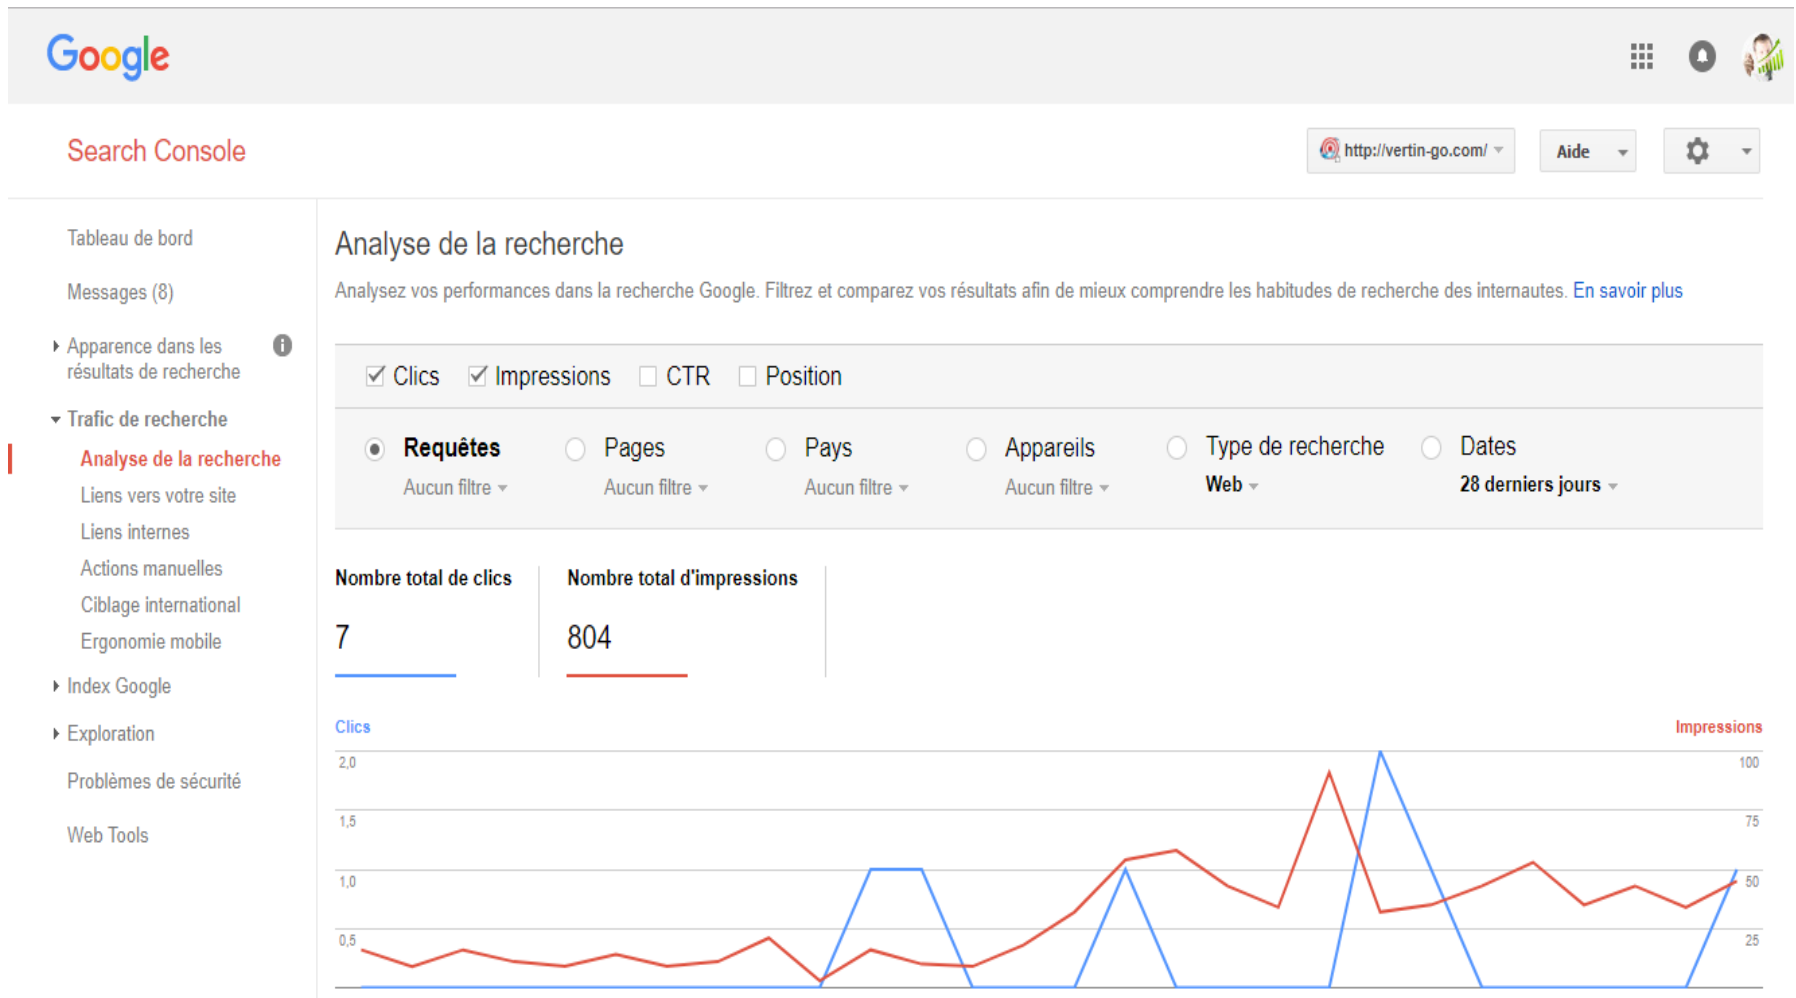 Google
Search Console
http://vertin-go.com/
Aide
Tableau de bord
Messages (8)
Apparence dans les
résultats de recherche
Trafic de recherche
Analyse de la recherche
Liens vers votre site
Liens internes
Actions manuelles
Ciblage international
Ergonomie mobile
Index Google
Exploration
Problèmes de sécurité
Web Tools
Analyse de la recherche
Analysez vos performances dans la recherche Google. Filtrez et comparez vos résultats afin de mieux comprendre les habitudes de recherche des internautes. En savoir plus
Clics Impressions CTR Position
Requêtes Pages Pays Appareils Type de recherche Dates
Aucun filtre Aucun filtre Aucun filtre Aucun filtre Web 28 derniers jours
Nombre total de clics Nombre total d'impressions
7 804
Clics Impressions
2,0 100
1,5 75
1,0 50
0,5 25